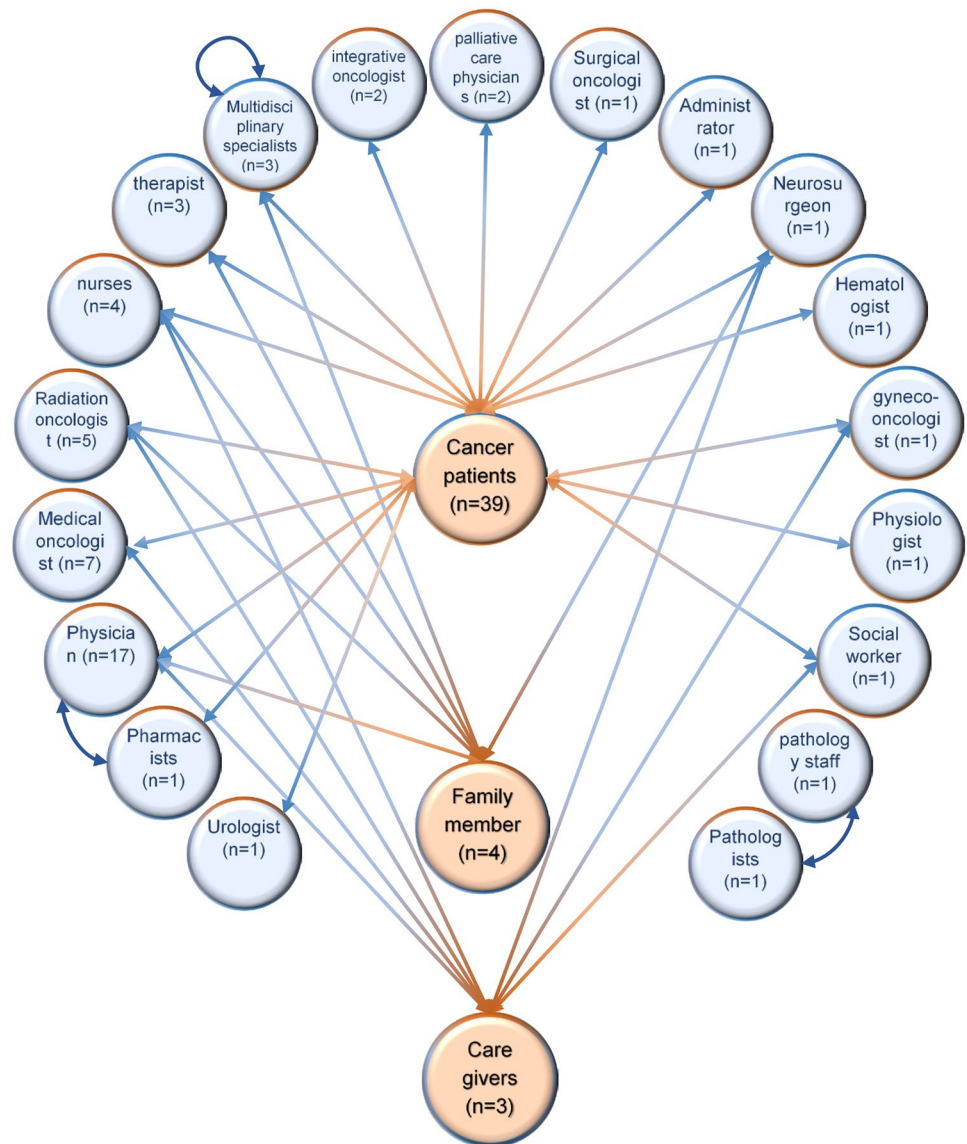 integrative
oncologist
(n=2)
palliative
care
physician
s (n=2)
Surgical
oncologi
st (n=1)
Multidisci
plinary
specialists
(n=3)
Administ
rator
(n=1)
therapist
(n=3)
Neurosu
rgeon
(n=1)
nurses
(n=4)
Hematol
ogist
(n=1)
Radiation
oncologis
t (n=5)
gyneco-
oncologi
st (n=1)
Cancer
patients
(n=39)
Medical
oncologi
st (n=7)
Physiolo
gist
(n=1)
Physicia
n (n=17)
Social
worker
(n=1)
Pharmac
ists
(n=1)
patholog
y staff
(n=1)
Family
member
(n=4)
Urologist
(n=1)
Patholog
ists
(n=1)
Care
givers
(n=3)